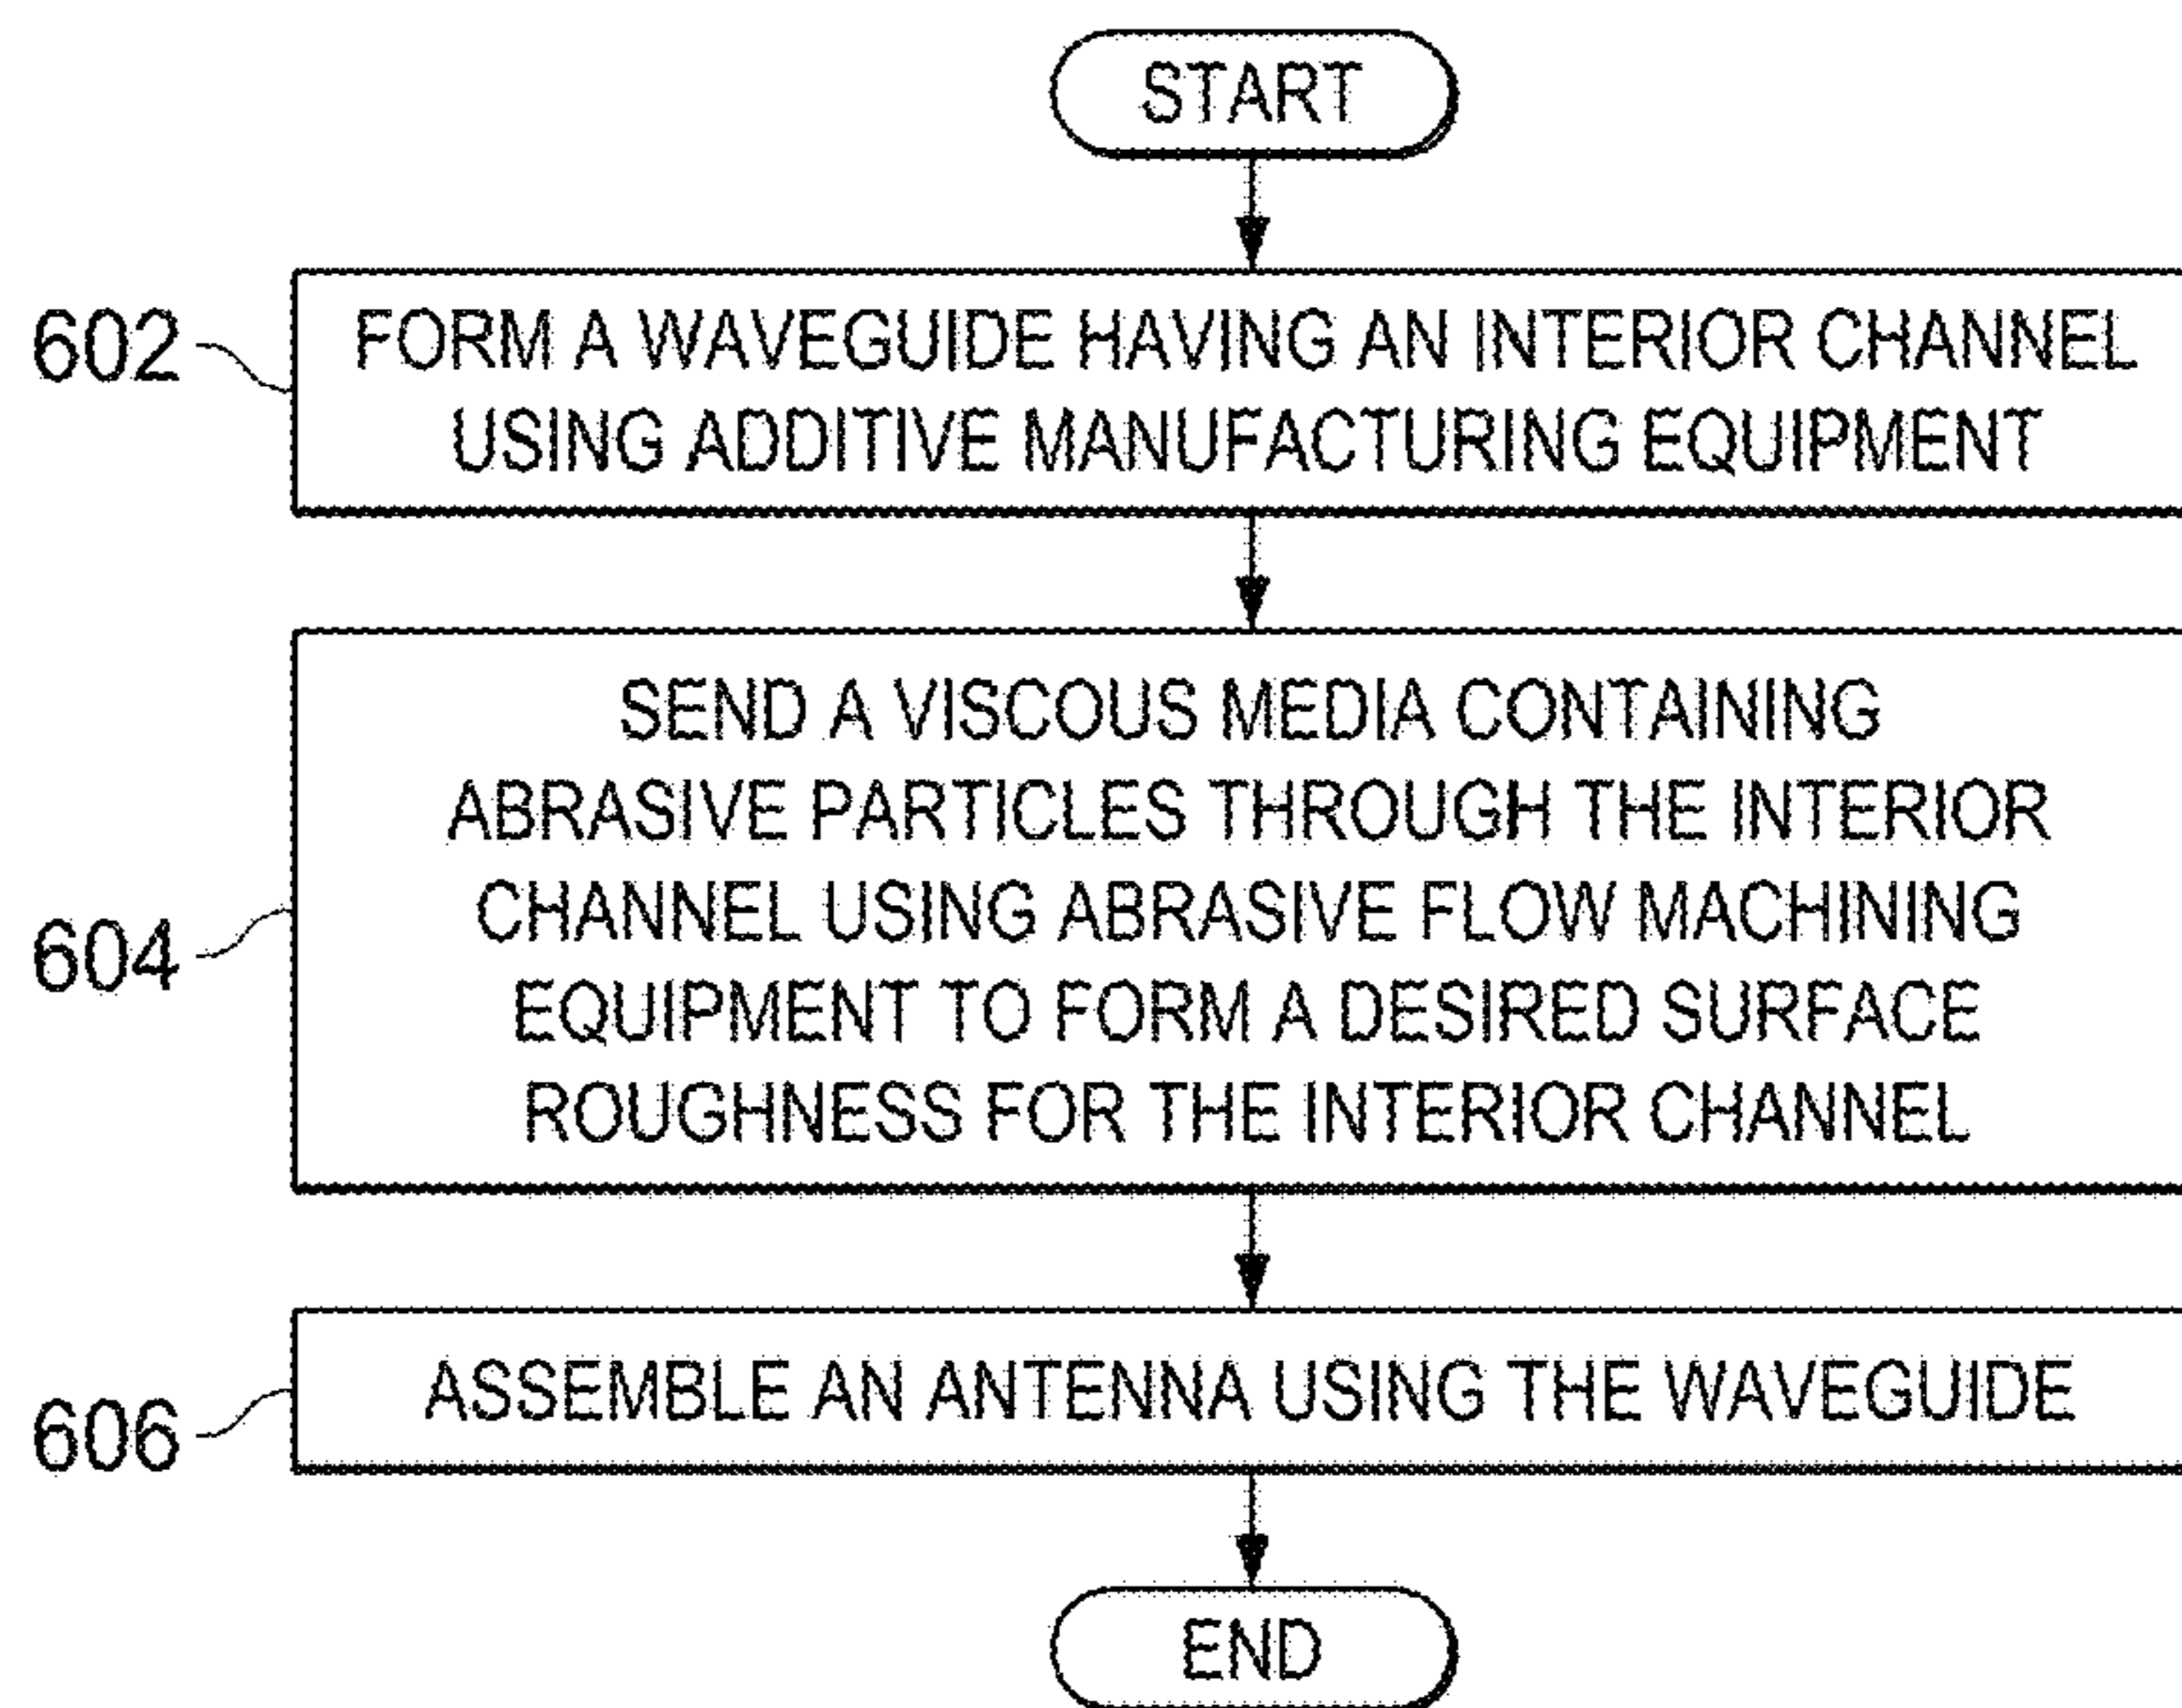 START
602
FORM A WAVEGUIDE HAVING AN INTERIOR CHANNEL
USING ADDITIVE MANUFACTURING EQUIPMENT
604
SEND A VISCOUS MEDIA CONTAINING
ABRASIVE PARTICLES THROUGH THE INTERIOR
CHANNEL USING ABRASIVE FLOW MACHINING
EQUIPMENT TO FORM A DESIRED SURFACE
ROUGHNESS FOR THE INTERIOR CHANNEL
606
ASSEMBLE AN ANTENNA USING THE WAVEGUIDE
END